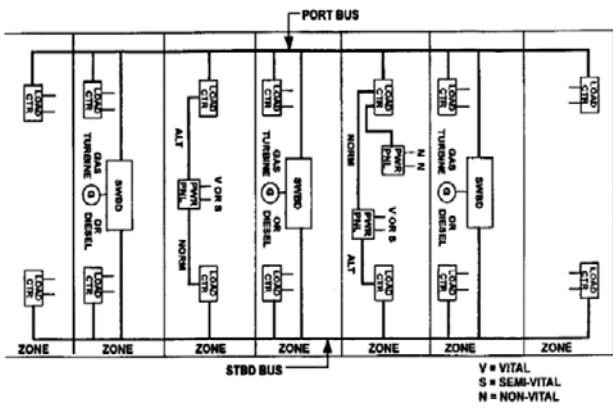 PORT BUS
LOAD CTR
LOAD CTR
LOAD CTR
LOAD CTR
LOAD CTR
LOAD CTR
LOAD CTR
GAS TURBINE
G
OR DIESEL
SWBD
ALT
PWR PNL
V OR S
NORM
GAS TURBINE
G
OR DIESEL
SWBD
NORM
PWR PNL
N
N
PWR PNL
V OR S
ALT
GAS TURBINE
G
OR DIESEL
SWBD
LOAD CTR
LOAD CTR
LOAD CTR
LOAD CTR
LOAD CTR
LOAD CTR
LOAD CTR
ZONE
ZONE
ZONE
ZONE
ZONE
ZONE
ZONE
STBD BUS
V = VITAL
S = SEMI-VITAL
N = NON-VITAL